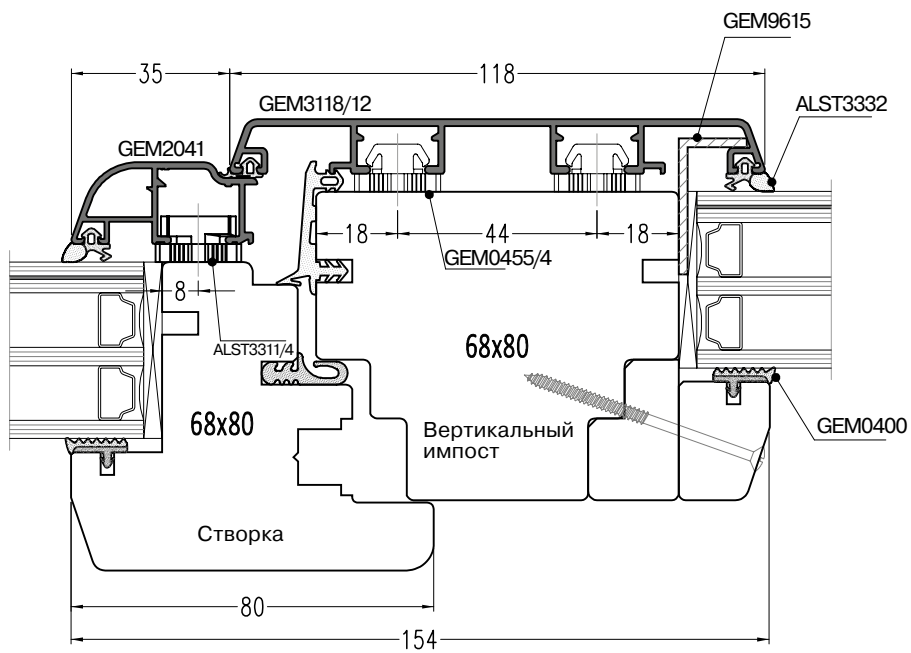 GEM9615
35
118
GEM3118/12
ALST3332
GEM2041
18
44
18
GEM0455/4
8
ALST3311/4
68x80
68x80
Вертикальный
импост
GEM0400
Створка
80
154